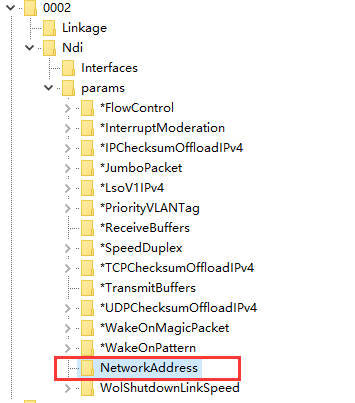 0002
Linkage
Ndi
Interfaces
params
*FlowControl
*InterruptModeration
*IPChecksumOffloadIPv4
*JumboPacket
*LsoV1IPv4
*PriorityVLANTag
*ReceiveBuffers
*SpeedDuplex
*TCPChecksumOffloadIPv4
*TransmitBuffers
*UDPChecksumOffloadIPv4
*WakeOnMagicPacket
*WakeOnPattern
NetworkAddress
WolShutdownLinkSpeed